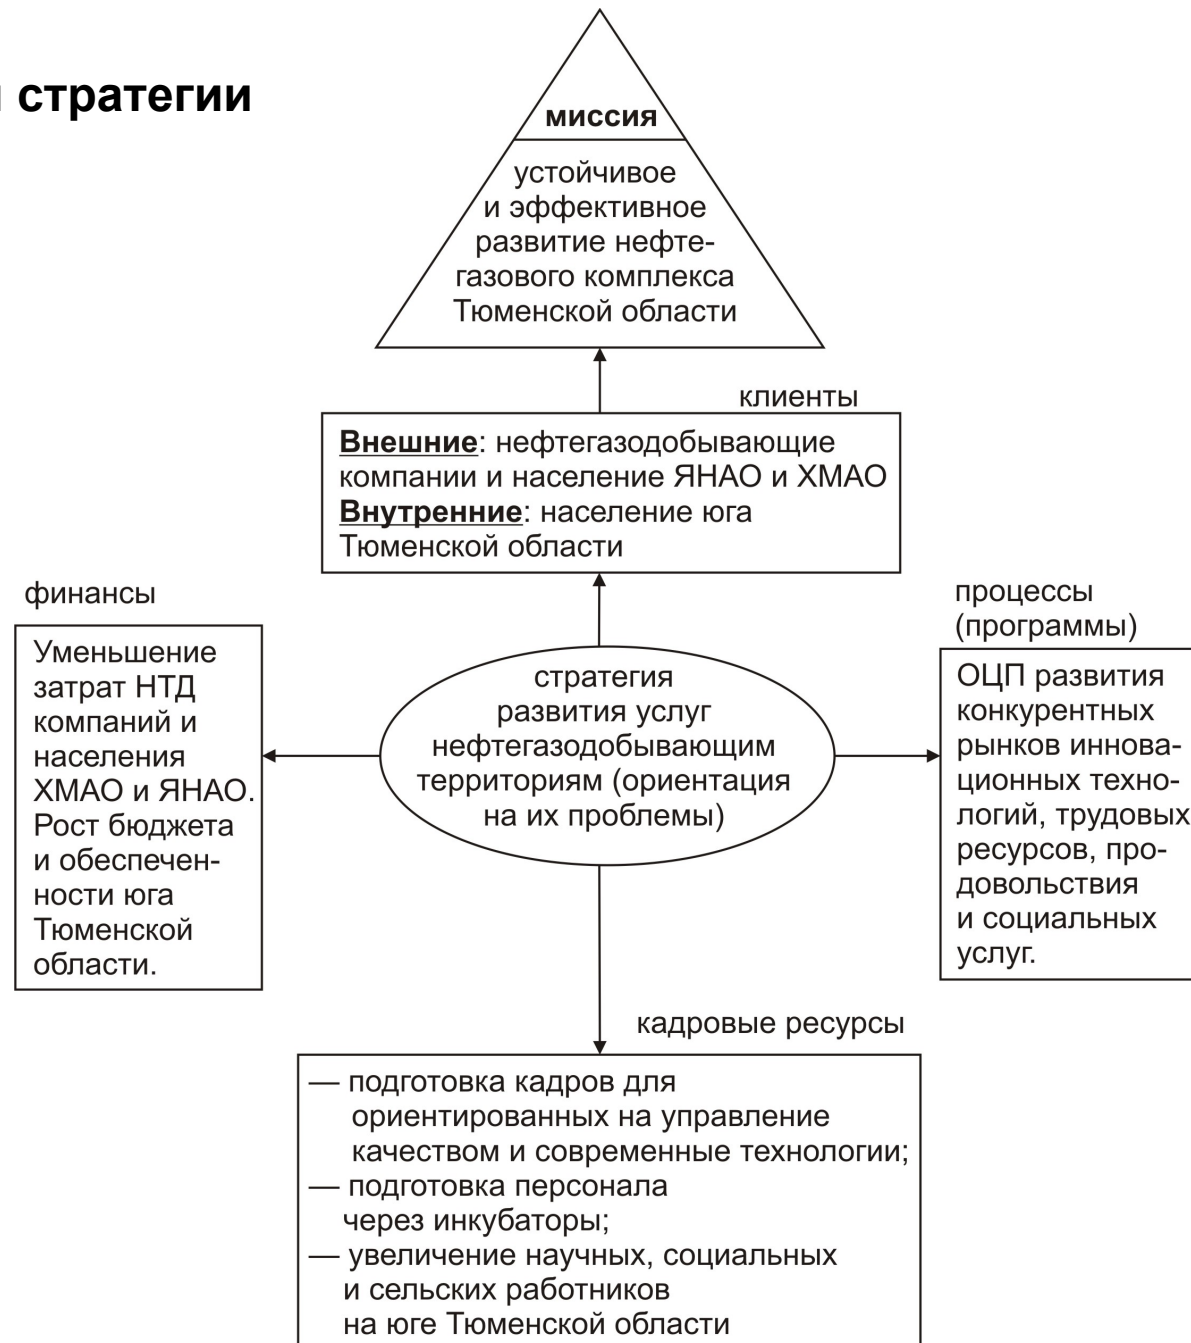 стратегии
миссия
устойчивое
и эффективное
развитие нефте-
газового комплекса
Тюменской области
клиенты
Внешние: нефтегазодобывающие
компании и население ЯНАО и ХМАО
Внутренние: население юга
Тюменской области
финансы
Уменьшение
затрат НТД
компаний и
населения
ХМАО и ЯНАО.
Рост бюджета
и обеспечен-
ности юга
Тюменской
области.
стратегия
развития услуг
нефтегазодобывающим
территориям (ориентация
на их проблемы)
процессы
(программы)
ОЦП развития
конкурентных
рынков иннова-
ционных техно-
логий, трудовых
ресурсов, про-
довольствия
и социальных
услуг.
кадровые ресурсы
— подготовка кадров для
ориентированных на управление
качеством и современные технологии;
— подготовка персонала
через инкубаторы;
— увеличение научных, социальных
и сельских работников
на юге Тюменской области